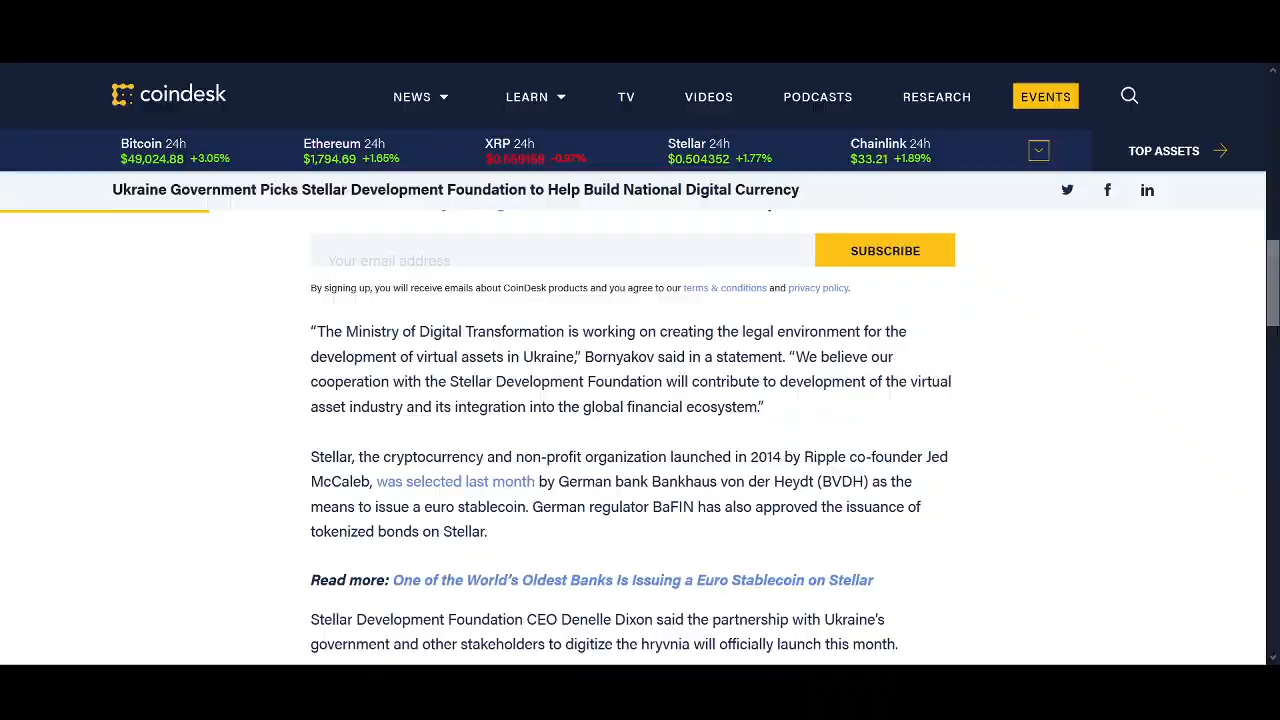 coindesk
NEWS LEARN TV VIDEOS PODCASTS RESEARCH EVENTS
Bitcoin 24h Ethereum 24h XRP 24h Stellar 24h Chainlink 24h
$49,024.88 +3.05% $1,794.69 +1.65% -0.97% $0.504352 +1.77% $33.21 +1.89%
TOP ASSETS
Ukraine Government Picks Stellar Development Foundation to Help Build National Digital Currency
Your email address
SUBSCRIBE
By signing up, you will receive emails about CoinDesk products and you agree to our terms & conditions and privacy policy.
“The Ministry of Digital Transformation is working on creating the legal environment for the
development of virtual assets in Ukraine,” Bornyakov said in a statement. “We believe our
cooperation with the Stellar Development Foundation will contribute to development of the virtual
asset industry and its integration into the global financial ecosystem.”
Stellar, the cryptocurrency and non-profit organization launched in 2014 by Ripple co-founder Jed
McCaleb, was selected last month by German bank Bankhaus von der Heydt (BVDH) as the
means to issue a euro stablecoin. German regulator BaFIN has also approved the issuance of
tokenized bonds on Stellar.
Read more: One of the World’s Oldest Banks Is Issuing a Euro Stablecoin on Stellar
Stellar Development Foundation CEO Denelle Dixon said the partnership with Ukraine’s
government and other stakeholders to digitize the hryvnia will officially launch this month.